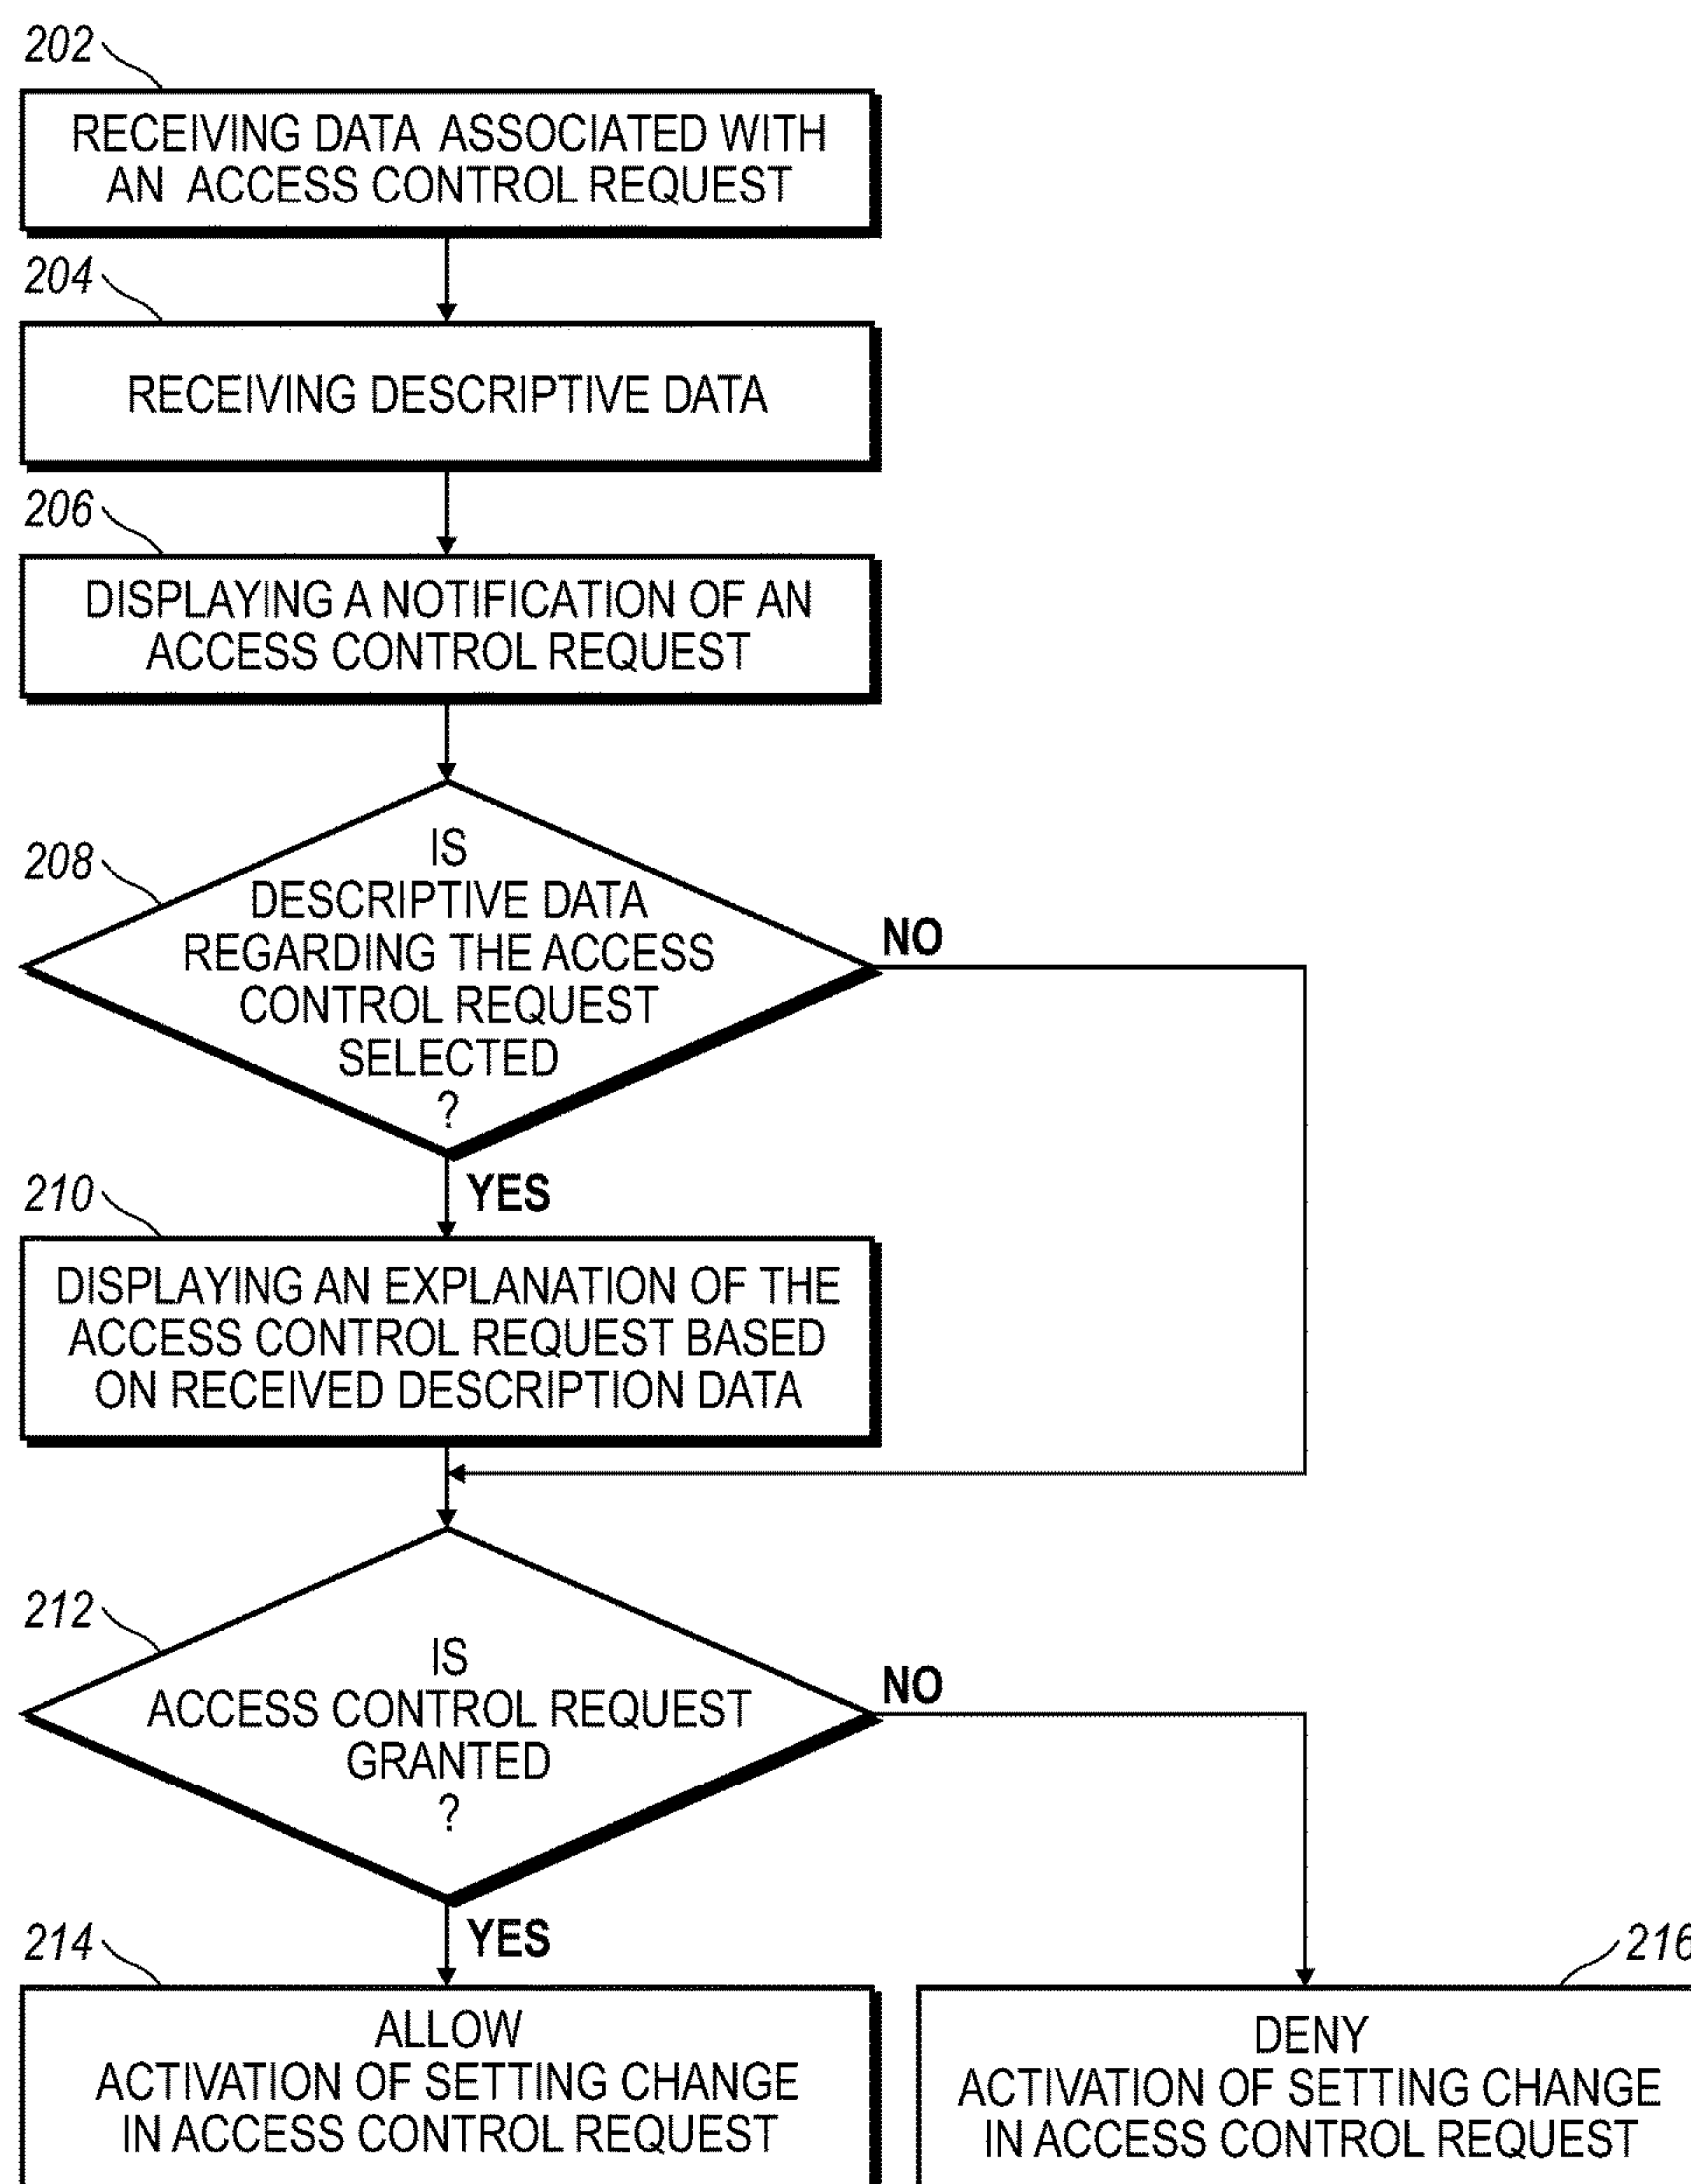 202
RECEIVING DATA ASSOCIATED WITH
AN ACCESS CONTROL REQUEST
204
RECEIVING DESCRIPTIVE DATA
206
DISPLAYING A NOTIFICATION OF AN
ACCESS CONTROL REQUEST
208
IS
DESCRIPTIVE DATA
REGARDING THE ACCESS
CONTROL REQUEST
SELECTED
?
NO
YES
210
DISPLAYING AN EXPLANATION OF THE
ACCESS CONTROL REQUEST BASED
ON RECEIVED DESCRIPTION DATA
212
IS
ACCESS CONTROL REQUEST
GRANTED
?
NO
YES
214
ALLOW
ACTIVATION OF SETTING CHANGE
IN ACCESS CONTROL REQUEST
216
DENY
ACTIVATION OF SETTING CHANGE
IN ACCESS CONTROL REQUEST